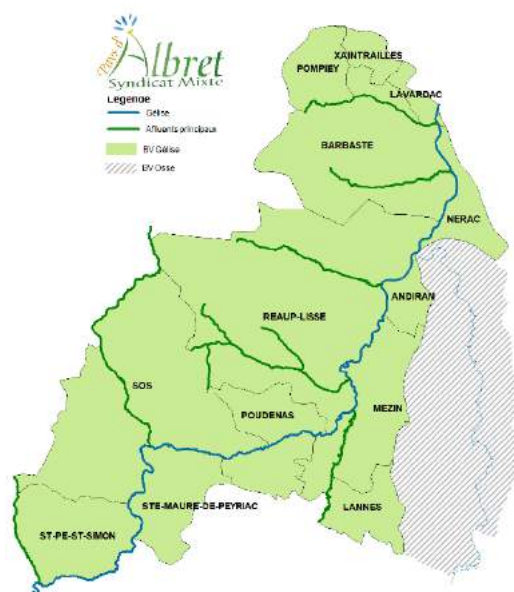 Pays d'
Albret
Syndicat Mixte
Légende
Gélise
Affluents principaux
BV Gélise
BV Osse
XAINTRAILLES
POMPIEY
LAVARDAC
BARBASTE
NERAC
ANDIRAN
REAUP-LISSE
SOS
MEZIN
POUDENAS
STE-MAURE-DE-PEYRIAC
LANNES
ST-PE-ST-SIMON